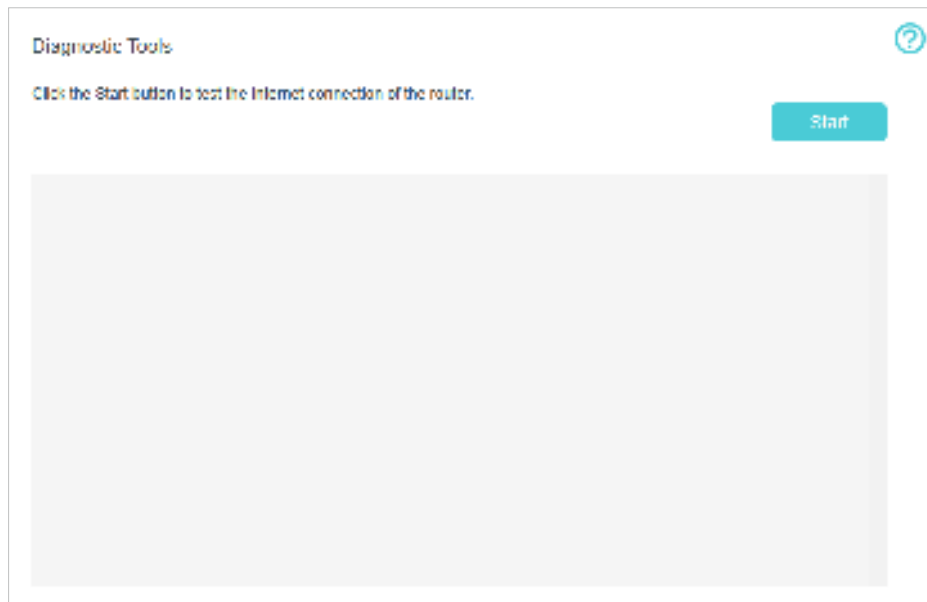 Diagnostic Tools
?
Click the Start button to test the internet connection of the router.
Start